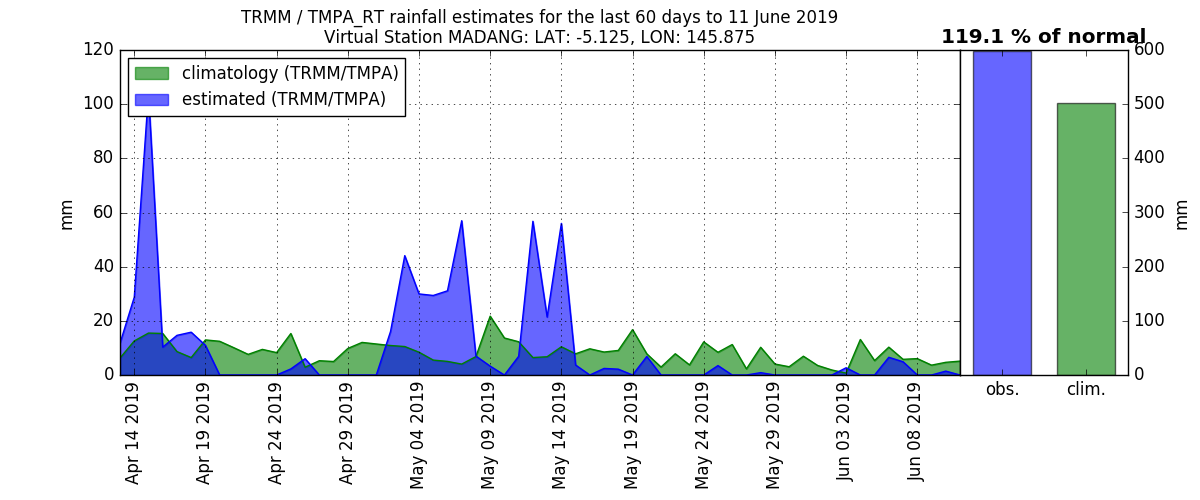 TRMM / TMPA_RT rainfall estimates for the last 60 days to 11 June 2019
Virtual Station MADANG: LAT: -5.125, LON: 145.875
119.1 % of normal
climatology (TRMM/TMPA)
estimated (TRMM/TMPA)
mm
120
100
80
60
40
20
0
Apr 14 2019
Apr 19 2019
Apr 24 2019
Apr 29 2019
May 04 2019
May 09 2019
May 14 2019
May 19 2019
May 24 2019
May 29 2019
Jun 03 2019
Jun 08 2019
obs.
clim.
600
500
400
300
200
100
0
mm